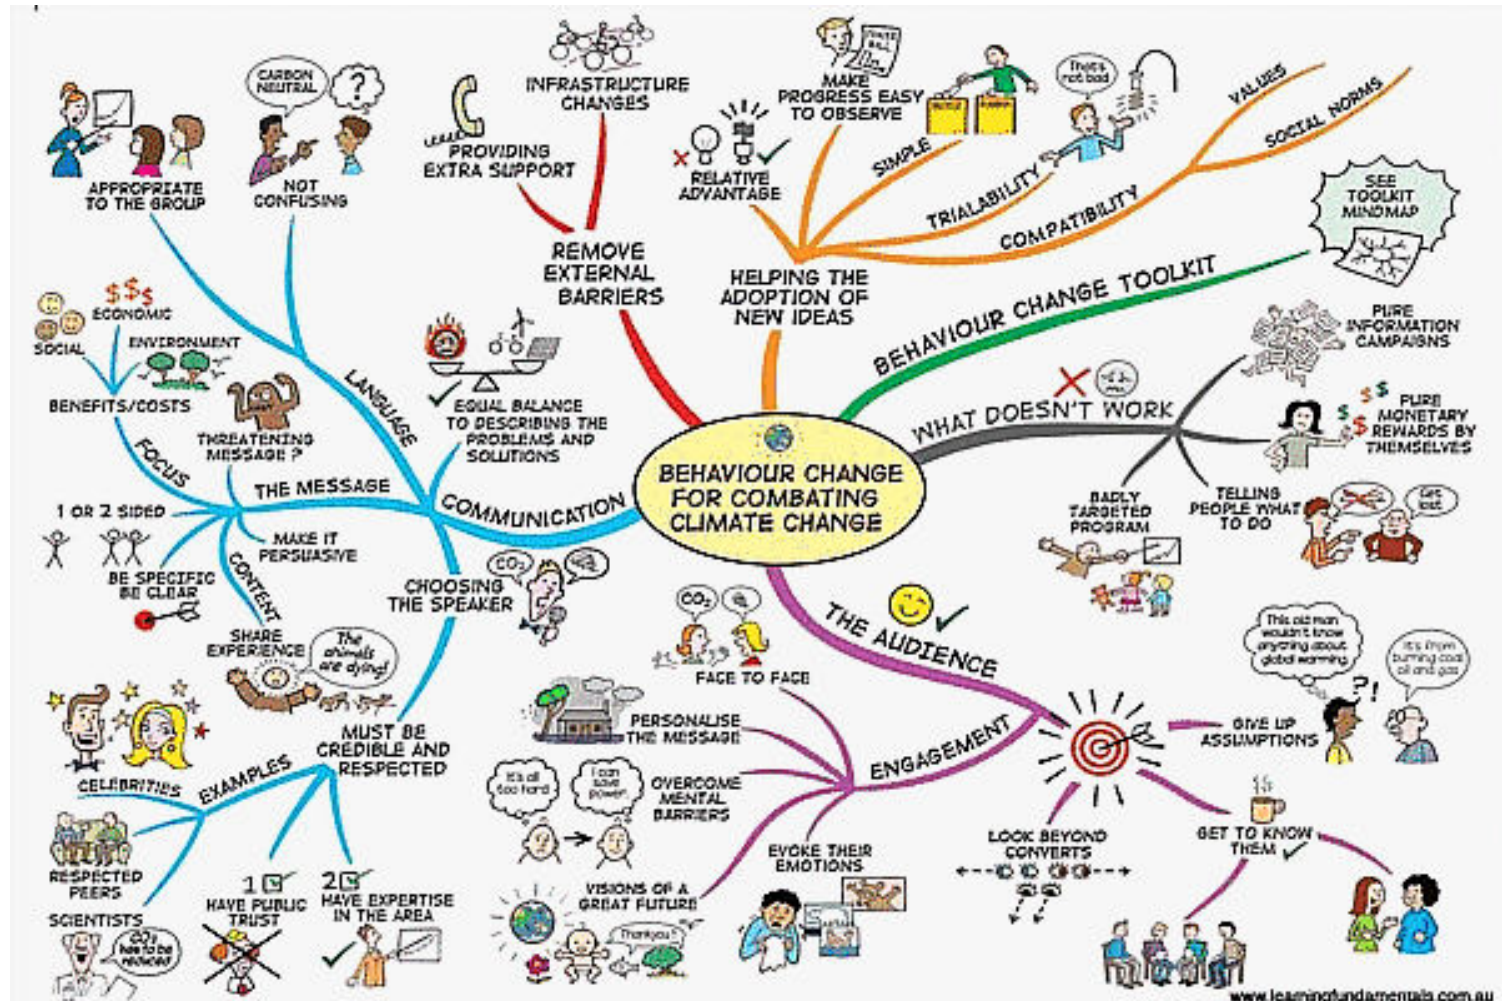 BEHAVIOUR CHANGE
FOR COMBATING
CLIMATE CHANGE
REMOVE
EXTERNAL
BARRIERS
PROVIDING
EXTRA SUPPORT
INFRASTRUCTURE
CHANGES
HELPING THE
ADOPTION OF
NEW IDEAS
RELATIVE
ADVANTAGE
MAKE
PROGRESS EASY
TO OBSERVE
SIMPLE
TRIALABILITY
That's
not bad
COMPATIBILITY
VALUES
SOCIAL NORMS
BEHAVIOUR CHANGE TOOLKIT
SEE
TOOLKIT
MINDMAP
WHAT DOESN'T WORK
PURE
INFORMATION
CAMPAIGNS
$ $
$ $
PURE
MONETARY
REWARDS BY
THEMSELVES
TELLING
PEOPLE WHAT
TO DO
Get
lost
BADLY
TARGETED
PROGRAM
THE AUDIENCE
GIVE UP
ASSUMPTIONS
This old man
wouldn't know
anything about
global warming
?!
It's from
burning coal
oil and gas
GET TO KNOW
THEM
LOOK BEYOND
CONVERTS
ENGAGEMENT
FACE TO FACE
CO2
PERSONALISE
THE MESSAGE
OVERCOME
MENTAL
BARRIERS
It's all
too hard
I can
save
power
VISIONS OF A
GREAT FUTURE
Thankyou!
EVOKE THEIR
EMOTIONS
COMMUNICATION
EQUAL BALANCE
TO DESCRIBING THE
PROBLEMS AND
SOLUTIONS
LANGUAGE
APPROPRIATE
TO THE GROUP
NOT
CONFUSING
CARBON
NEUTRAL
?
THE MESSAGE
THREATENING
MESSAGE ?
FOCUS
BENEFITS/COSTS
SOCIAL
$$$
ECONOMIC
ENVIRONMENT
1 OR 2 SIDED
BE SPECIFIC
BE CLEAR
MAKE IT
PERSUASIVE
CONTENT
SHARE
EXPERIENCE
The
animals
are dying!
CHOOSING
THE SPEAKER
CO2
MUST BE
CREDIBLE AND
RESPECTED
EXAMPLES
CELEBRITIES
RESPECTED
PEERS
SCIENTISTS
CO2
has to be
reduced
1
HAVE PUBLIC
TRUST
2
HAVE EXPERTISE
IN THE AREA
www.learningfundamentals.com.au